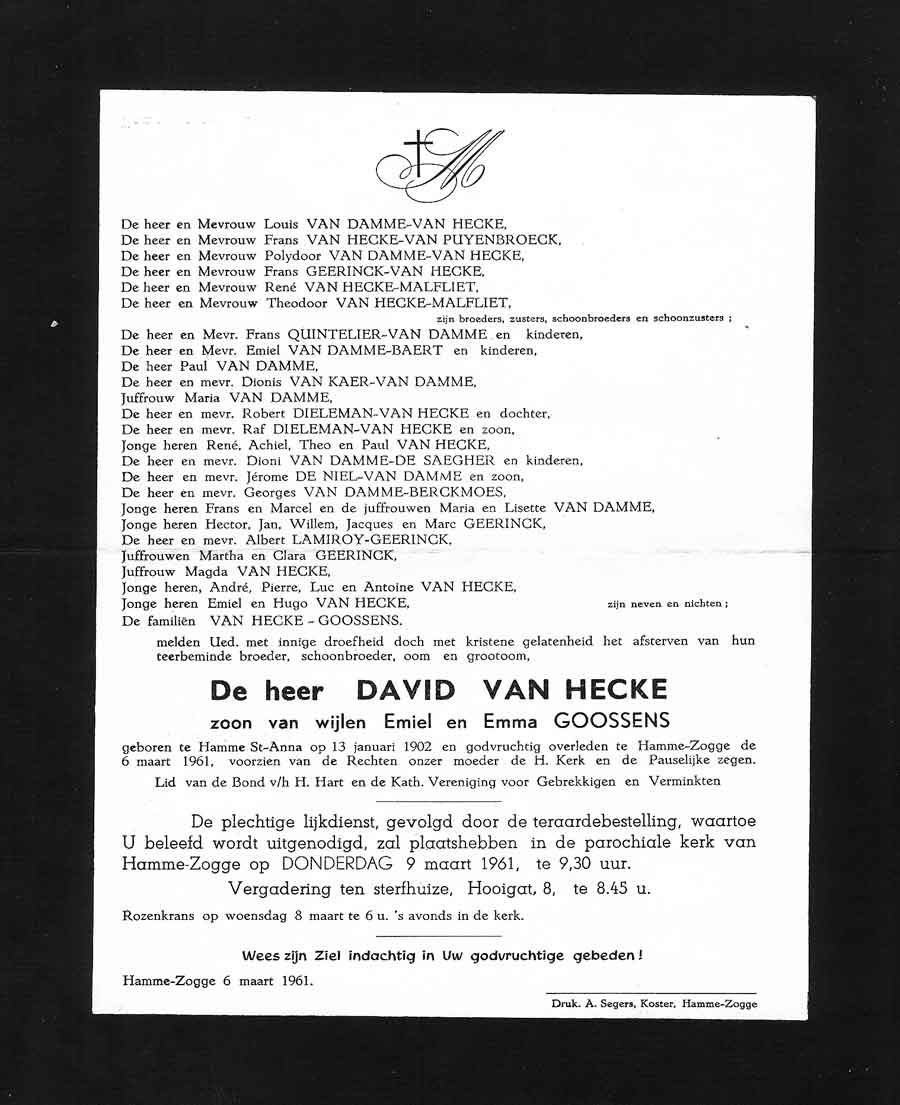 M
De heer en Mevrouw Louis VAN DAMME-VAN HECKE,
De heer en Mevrouw Frans VAN HECKE-VAN PUYENBROECK,
De heer en Mevrouw Polydoor VAN DAMME-VAN HECKE,
De heer en Mevrouw Frans GEERINCK-VAN HECKE,
De heer en Mevrouw René VAN HECKE-MALFLIET,
De heer en Mevrouw Theodoor VAN HECKE-MALFLIET,
zijn broeders, zusters, schoonbroeders en schoonzusters ;
De heer en Mevr. Frans QUINTELIER-VAN DAMME en kinderen,
De heer en Mevr. Emiel VAN DAMME-BAERT en kinderen,
De heer Paul VAN DAMME,
De heer en mevr. Dionis VAN KAER-VAN DAMME,
Juffrouw Maria VAN DAMME,
De heer en mevr. Robert DIELEMAN-VAN HECKE en dochter,
De heer en mevr. Raf DIELEMAN-VAN HECKE en zoon,
Jonge heren René, Achiel, Theo en Paul VAN HECKE,
De heer en mevr. Dioni VAN DAMME-DE SAEGHER en kinderen,
De heer en mevr. Jérome DE NIEL-VAN DAMME en zoon,
De heer en mevr. Georges VAN DAMME-BERCKMOES,
Jonge heren Frans en Marcel en de juffrouwen Maria en Lisette VAN DAMME,
Jonge heren Hector, Jan, Willem, Jacques en Marc GEERINCK,
De heer en mevr. Albert LAMIROY-GEERINCK,
Juffrouwen Martha en Clara GEERINCK,
Juffrouw Magda VAN HECKE,
Jonge heren, André, Pierre, Luc en Antoine VAN HECKE,
Jonge heren Emiel en Hugo VAN HECKE, zijn neven en nichten ;
De familiën VAN HECKE - GOOSSENS.
melden Ued. met innige droefheid doch met kristene gelatenheid het afsterven van hun
teerbeminde broeder, schoonbroeder, oom en grootoom,
De heer DAVID VAN HECKE
zoon van wijlen Emiel en Emma GOOSSENS
geboren te Hamme St-Anna op 13 januari 1902 en godvruchtig overleden te Hamme-Zogge de
6 maart 1961, voorzien van de Rechten onzer moeder de H. Kerk en de Pauselijke zegen.
Lid van de Bond v/h H. Hart en de Kath. Vereniging voor Gebrekkigen en Verminkten
De plechtige lijkdienst, gevolgd door de teraardebestelling, waartoe
U beleefd wordt uitgenodigd, zal plaatshebben in de parochiale kerk van
Hamme-Zogge op DONDERDAG 9 maart 1961, te 9,30 uur.
Vergadering ten sterfhuize, Hooigat, 8, te 8.45 u.
Rozenkrans op woensdag 8 maart te 6 u. 's avonds in de kerk.
Wees zijn Ziel indachtig in Uw godvruchtige gebeden !
Hamme-Zogge 6 maart 1961.
Druk. A. Segers, Koster, Hamme-Zogge